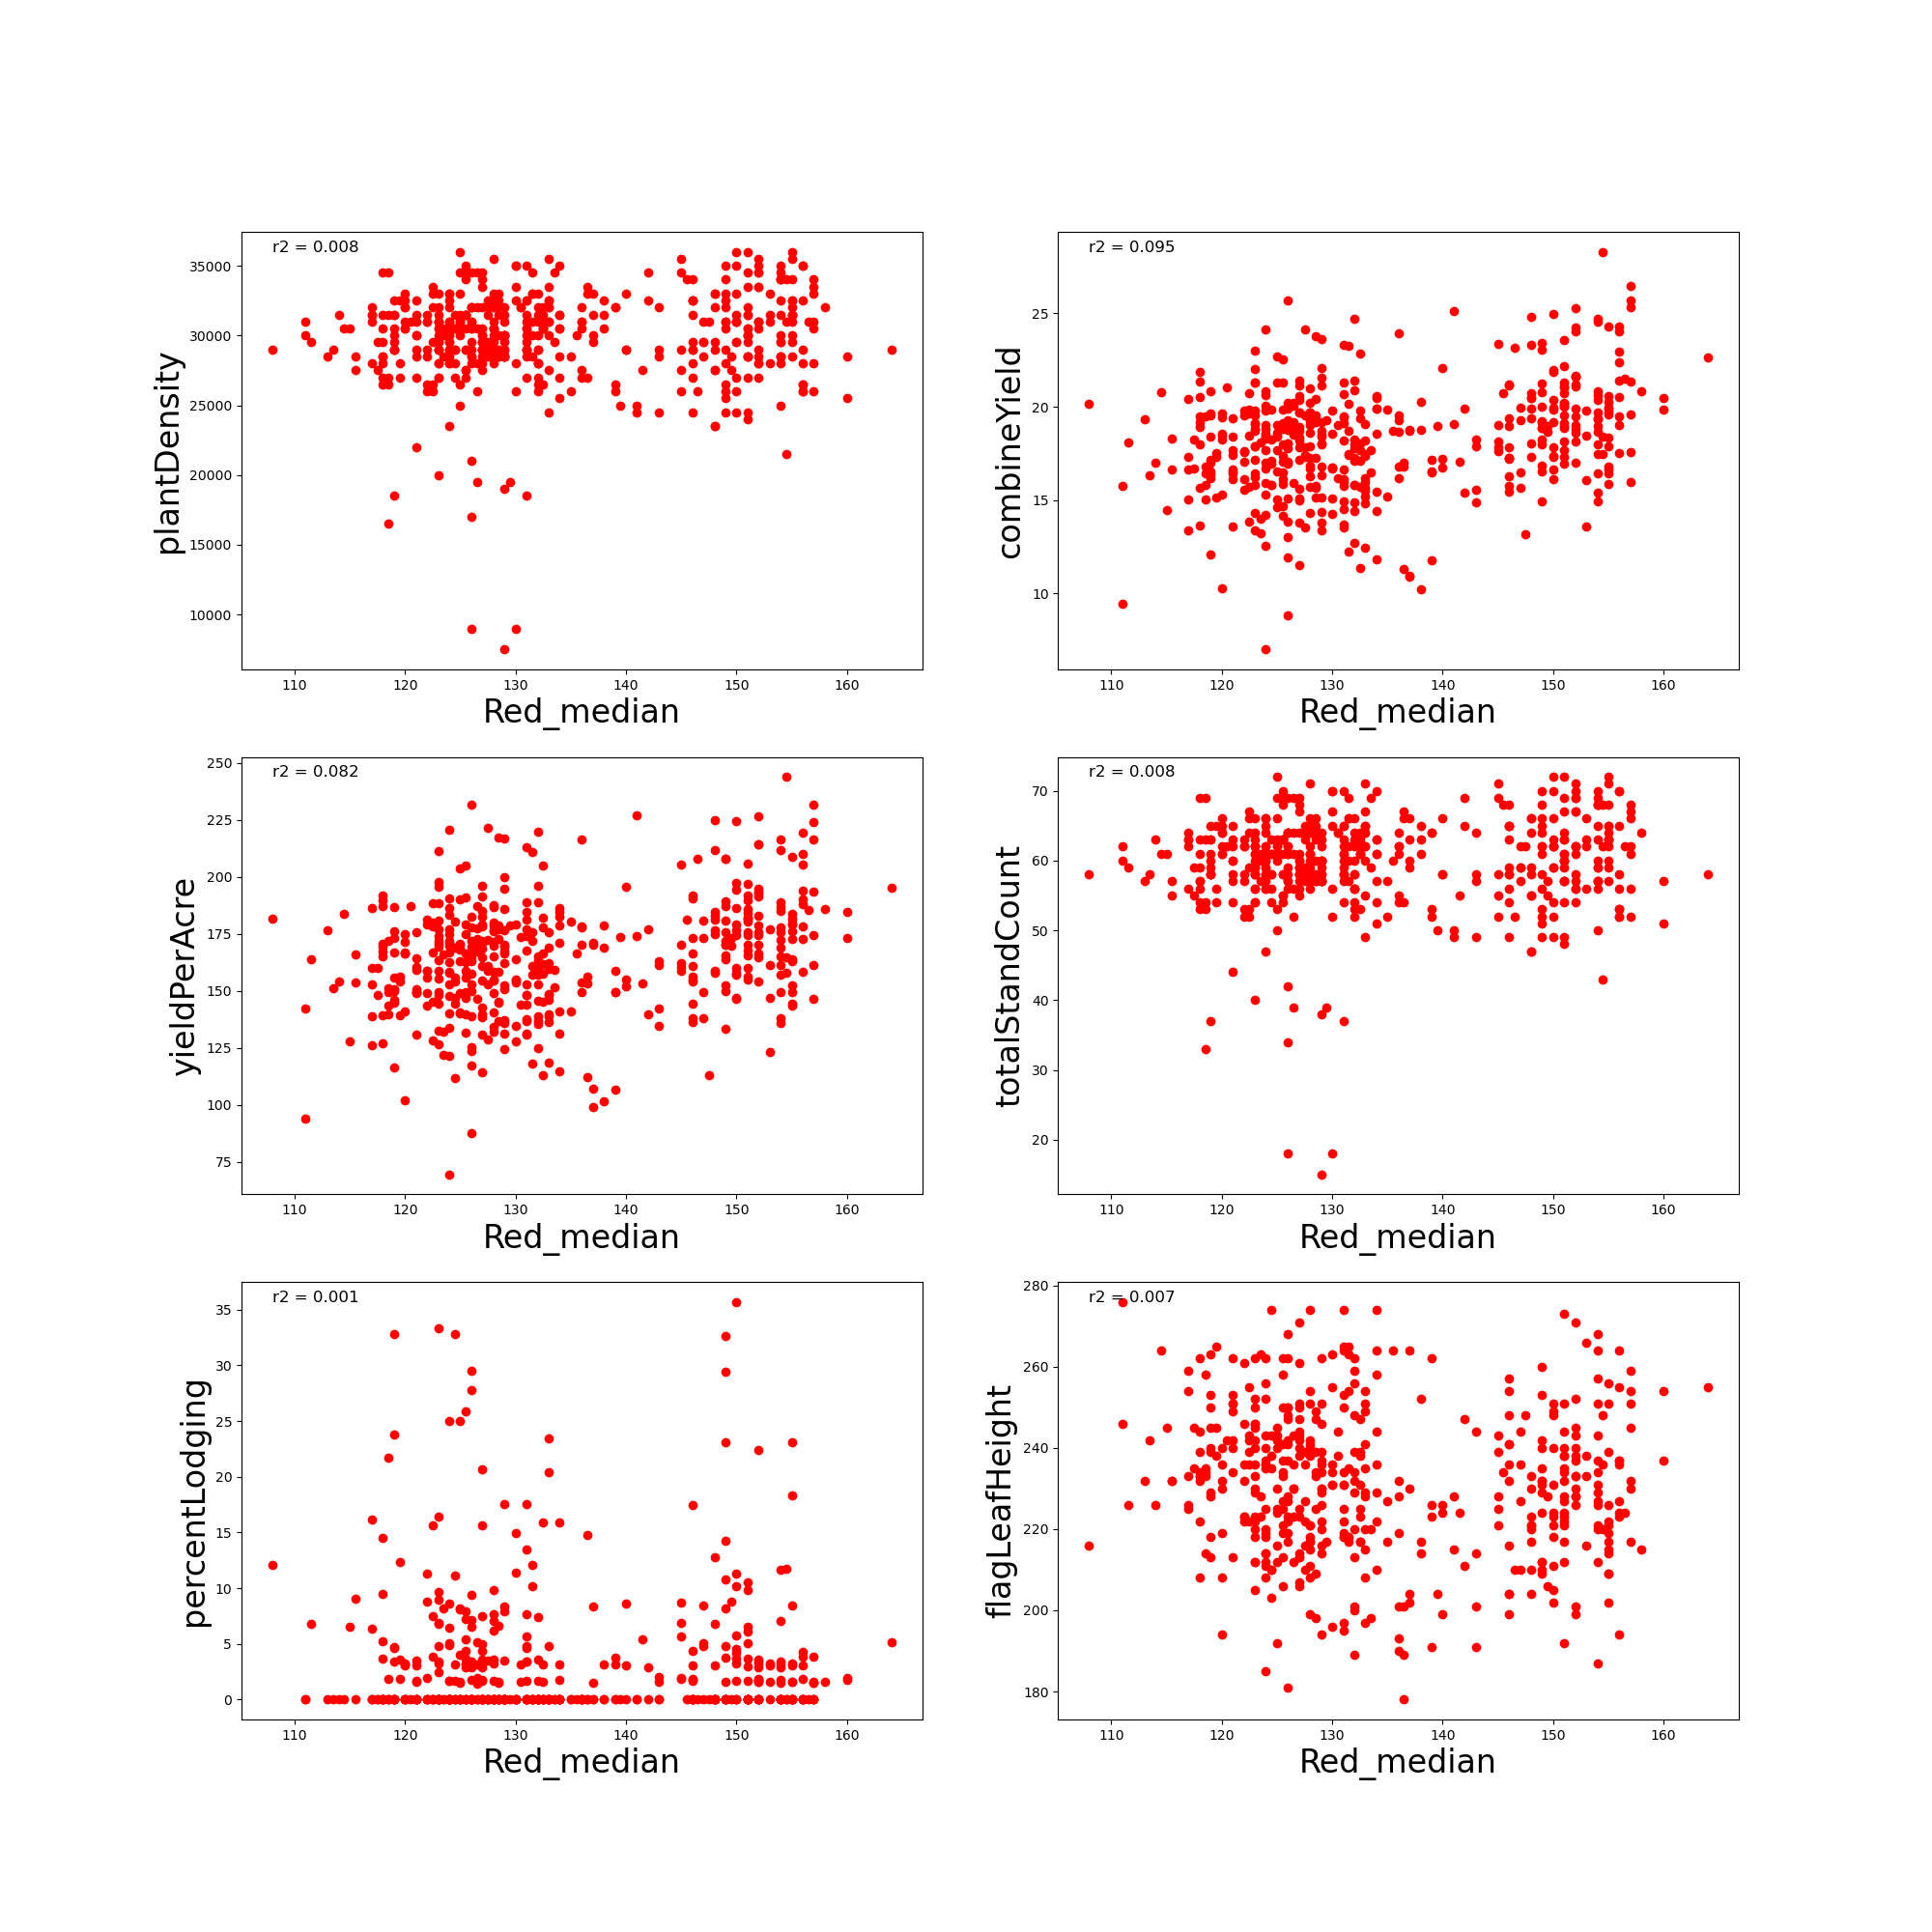 r2 = 0.008
plantDensity
35000
30000
25000
20000
15000
10000
110 120 130 140 150 160
Red_median
r2 = 0.095
combineYield
25
20
15
10
110 120 130 140 150 160
Red_median
r2 = 0.082
yieldPerAcre
250
225
200
175
150
125
100
75
110 120 130 140 150 160
Red_median
r2 = 0.008
totalStandCount
70
60
50
40
30
20
110 120 130 140 150 160
Red_median
r2 = 0.001
percentLodging
35
30
25
20
15
10
5
0
110 120 130 140 150 160
Red_median
r2 = 0.007
flagLeafHeight
280
260
240
220
200
180
110 120 130 140 150 160
Red_median